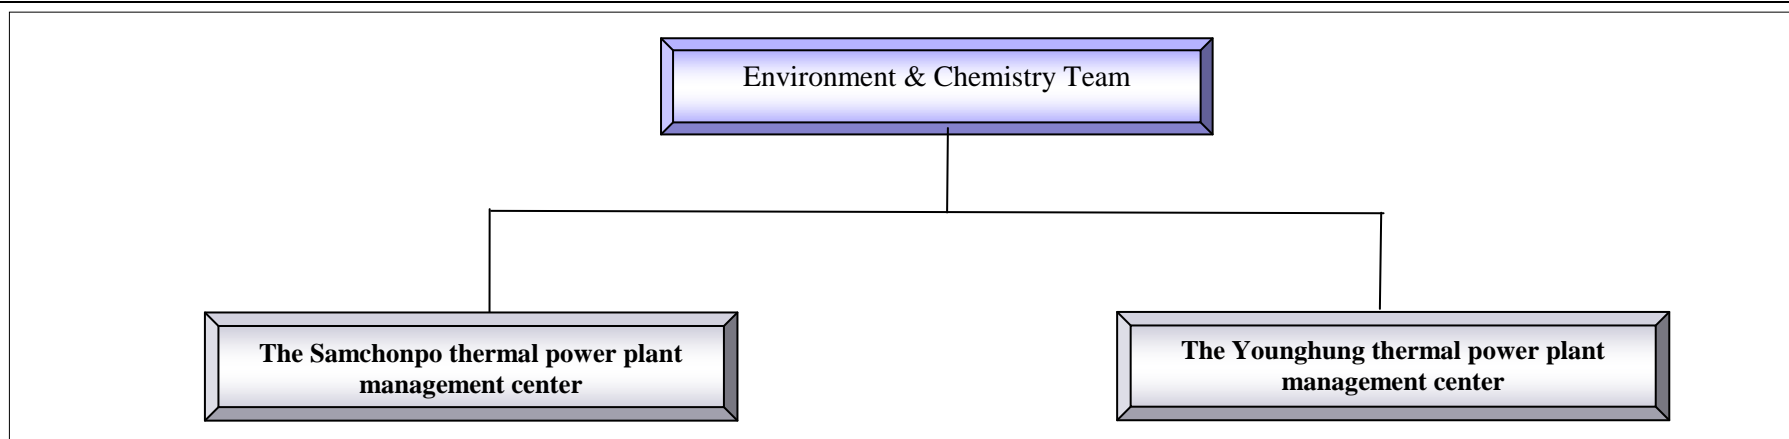 Environment & Chemistry Team
The Samchonpo thermal power plant
management center
The Younghung thermal power plant
management center